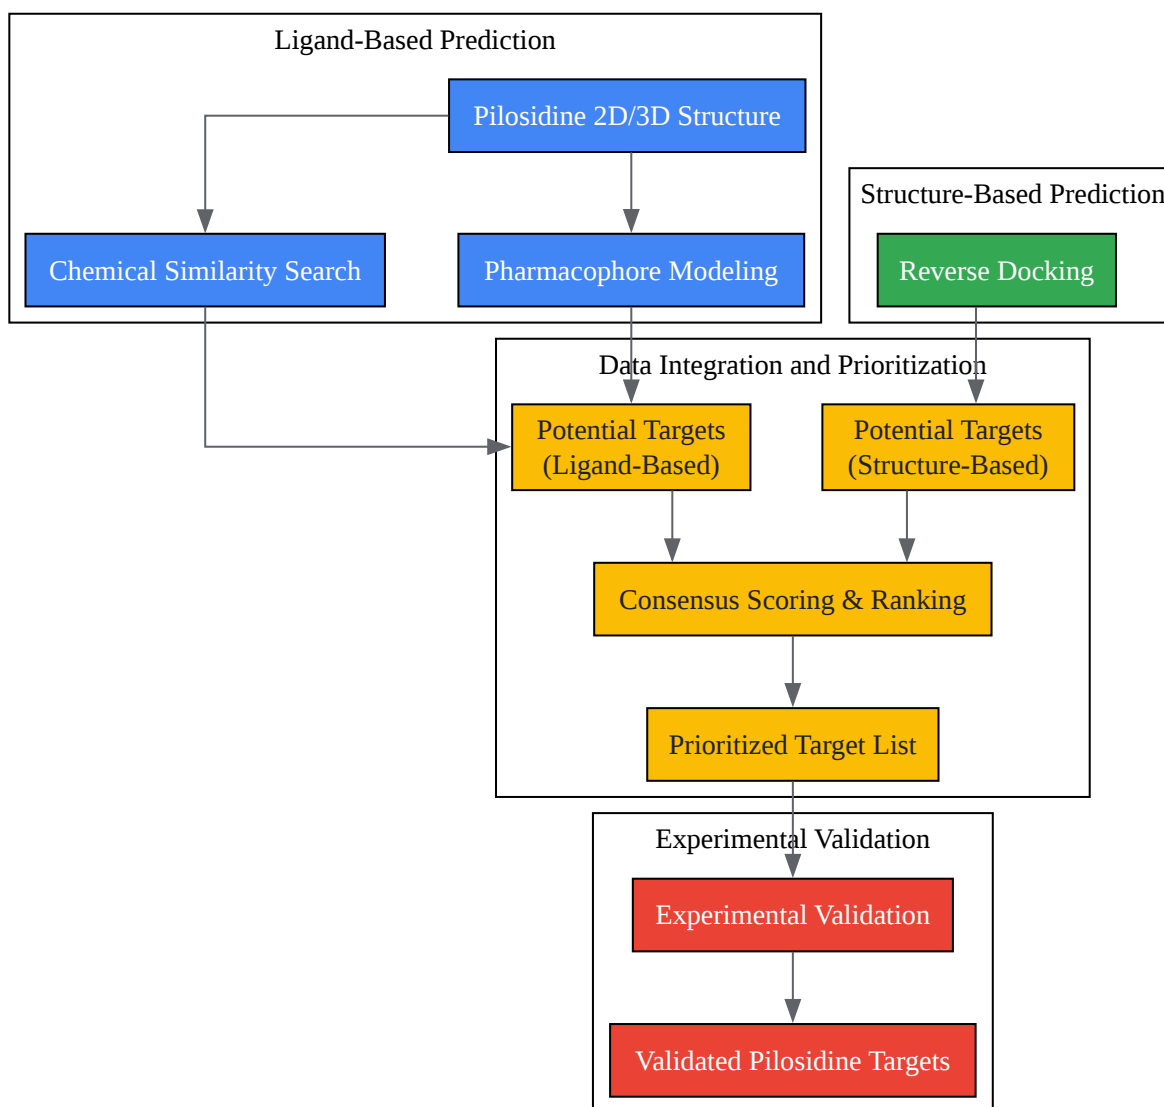 Ligand-Based Prediction
Pilosidine 2D/3D Structure
Structure-Based Prediction
Chemical Similarity Search
Pharmacophore Modeling
Reverse Docking
Data Integration and Prioritization
Potential Targets
(Ligand-Based)
Potential Targets
(Structure-Based)
Consensus Scoring & Ranking
Prioritized Target List
Experimental Validation
Experimental Validation
Validated Pilosidine Targets